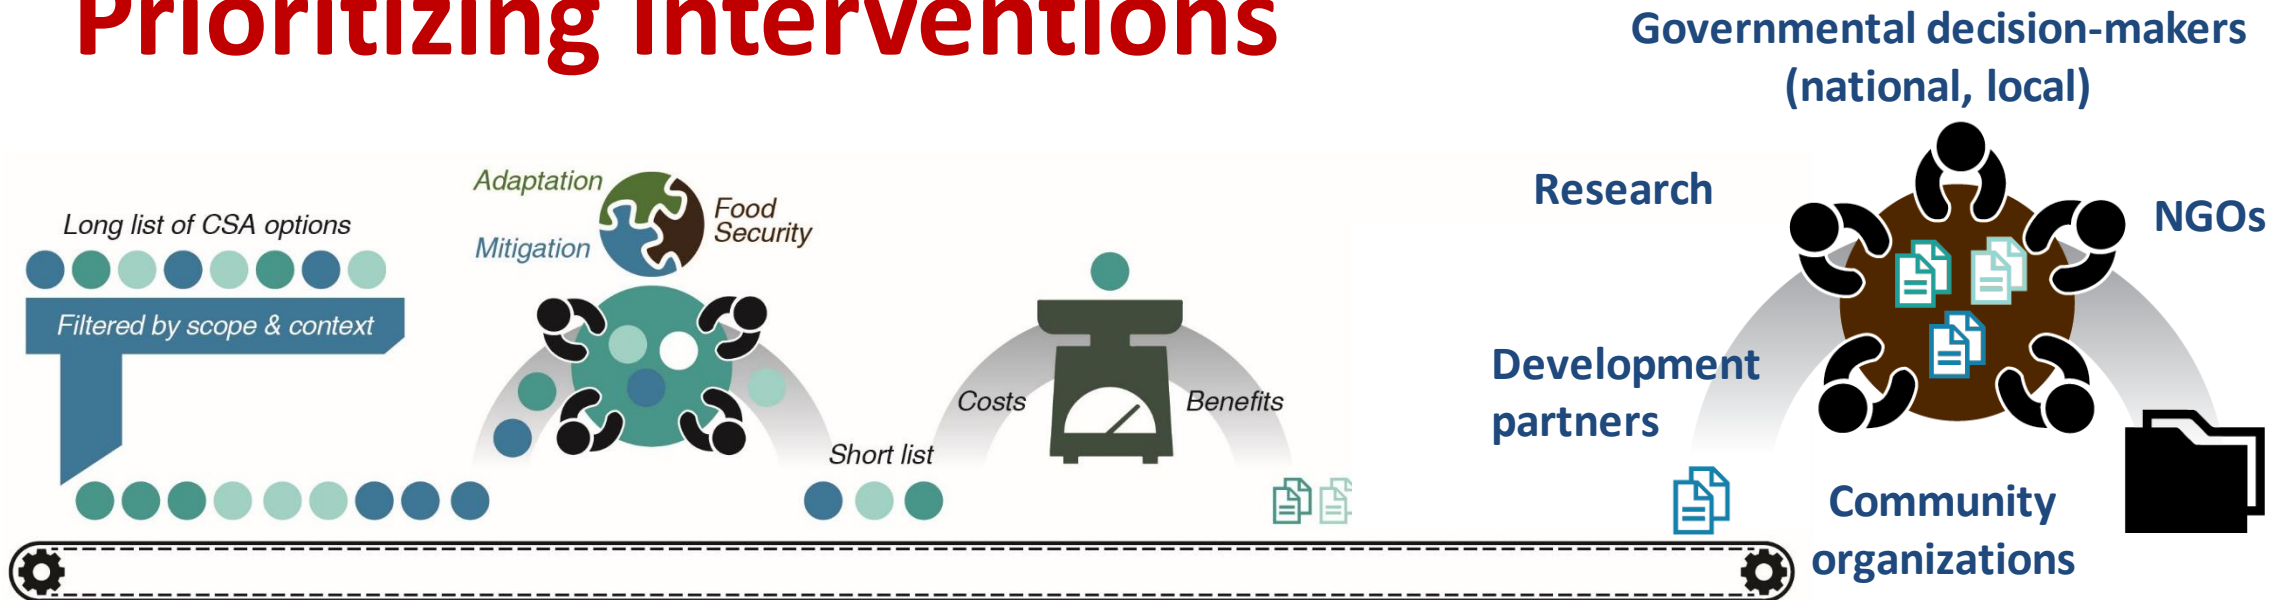 Prioritizing Interventions
Governmental decision-makers
(national, local)
Research
NGOs
Development
partners
Community
organizations
Long list of CSA options
Filtered by scope & context
Adaptation
Mitigation
Food
Security
Short list
Costs
Benefits